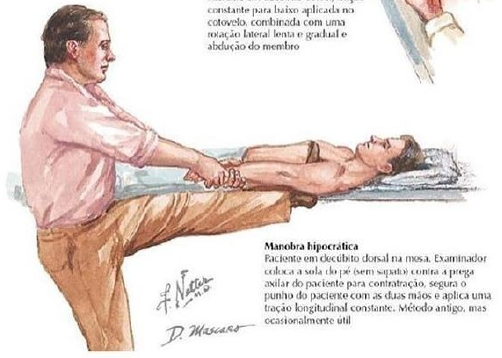 constante para baixo aplicada no
cotovelo, combinada com uma
rotação lateral lenta e gradual e
abdução do membro
Manobra hipocrática
Paciente em decúbito dorsal na mesa. Examinador
coloca a sola do pé (sem sapato) contra a prega
axilar do paciente para contratração, segura o
punho do paciente com as duas mãos e aplica uma
tração longitudinal constante. Método antigo, mas
ocasionalmente útil
F. Netter
M.D.
D. Mascaro